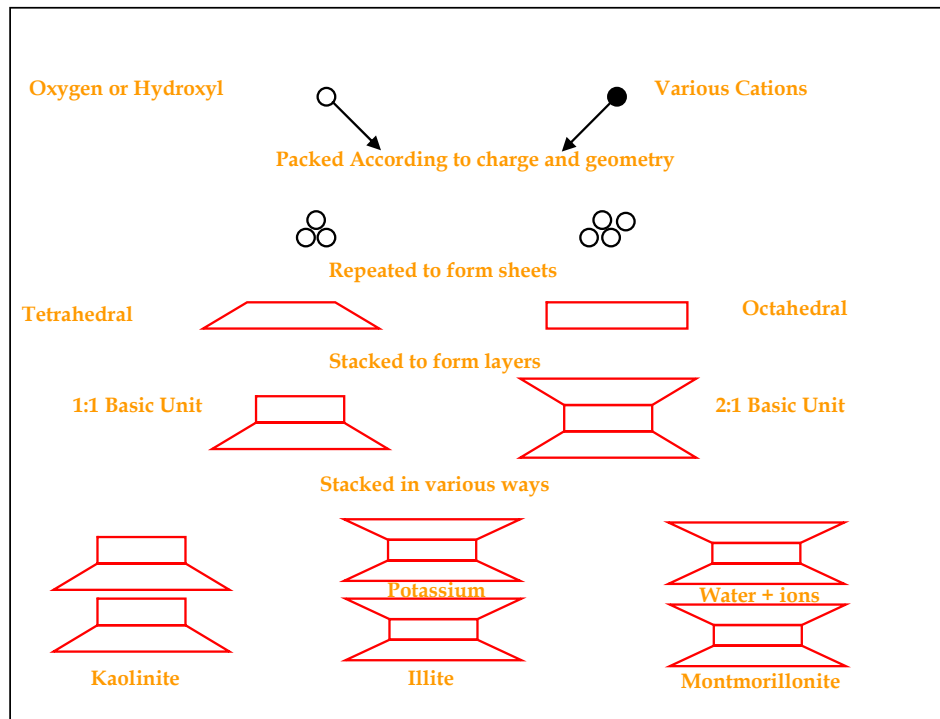 Oxygen or Hydroxyl
Various Cations
Packed According to charge and geometry
Repeated to form sheets
Tetrahedral
Octahedral
Stacked to form layers
1:1 Basic Unit
2:1 Basic Unit
Stacked in various ways
Potassium
Water + ions
Kaolinite
Illite
Montmorillonite